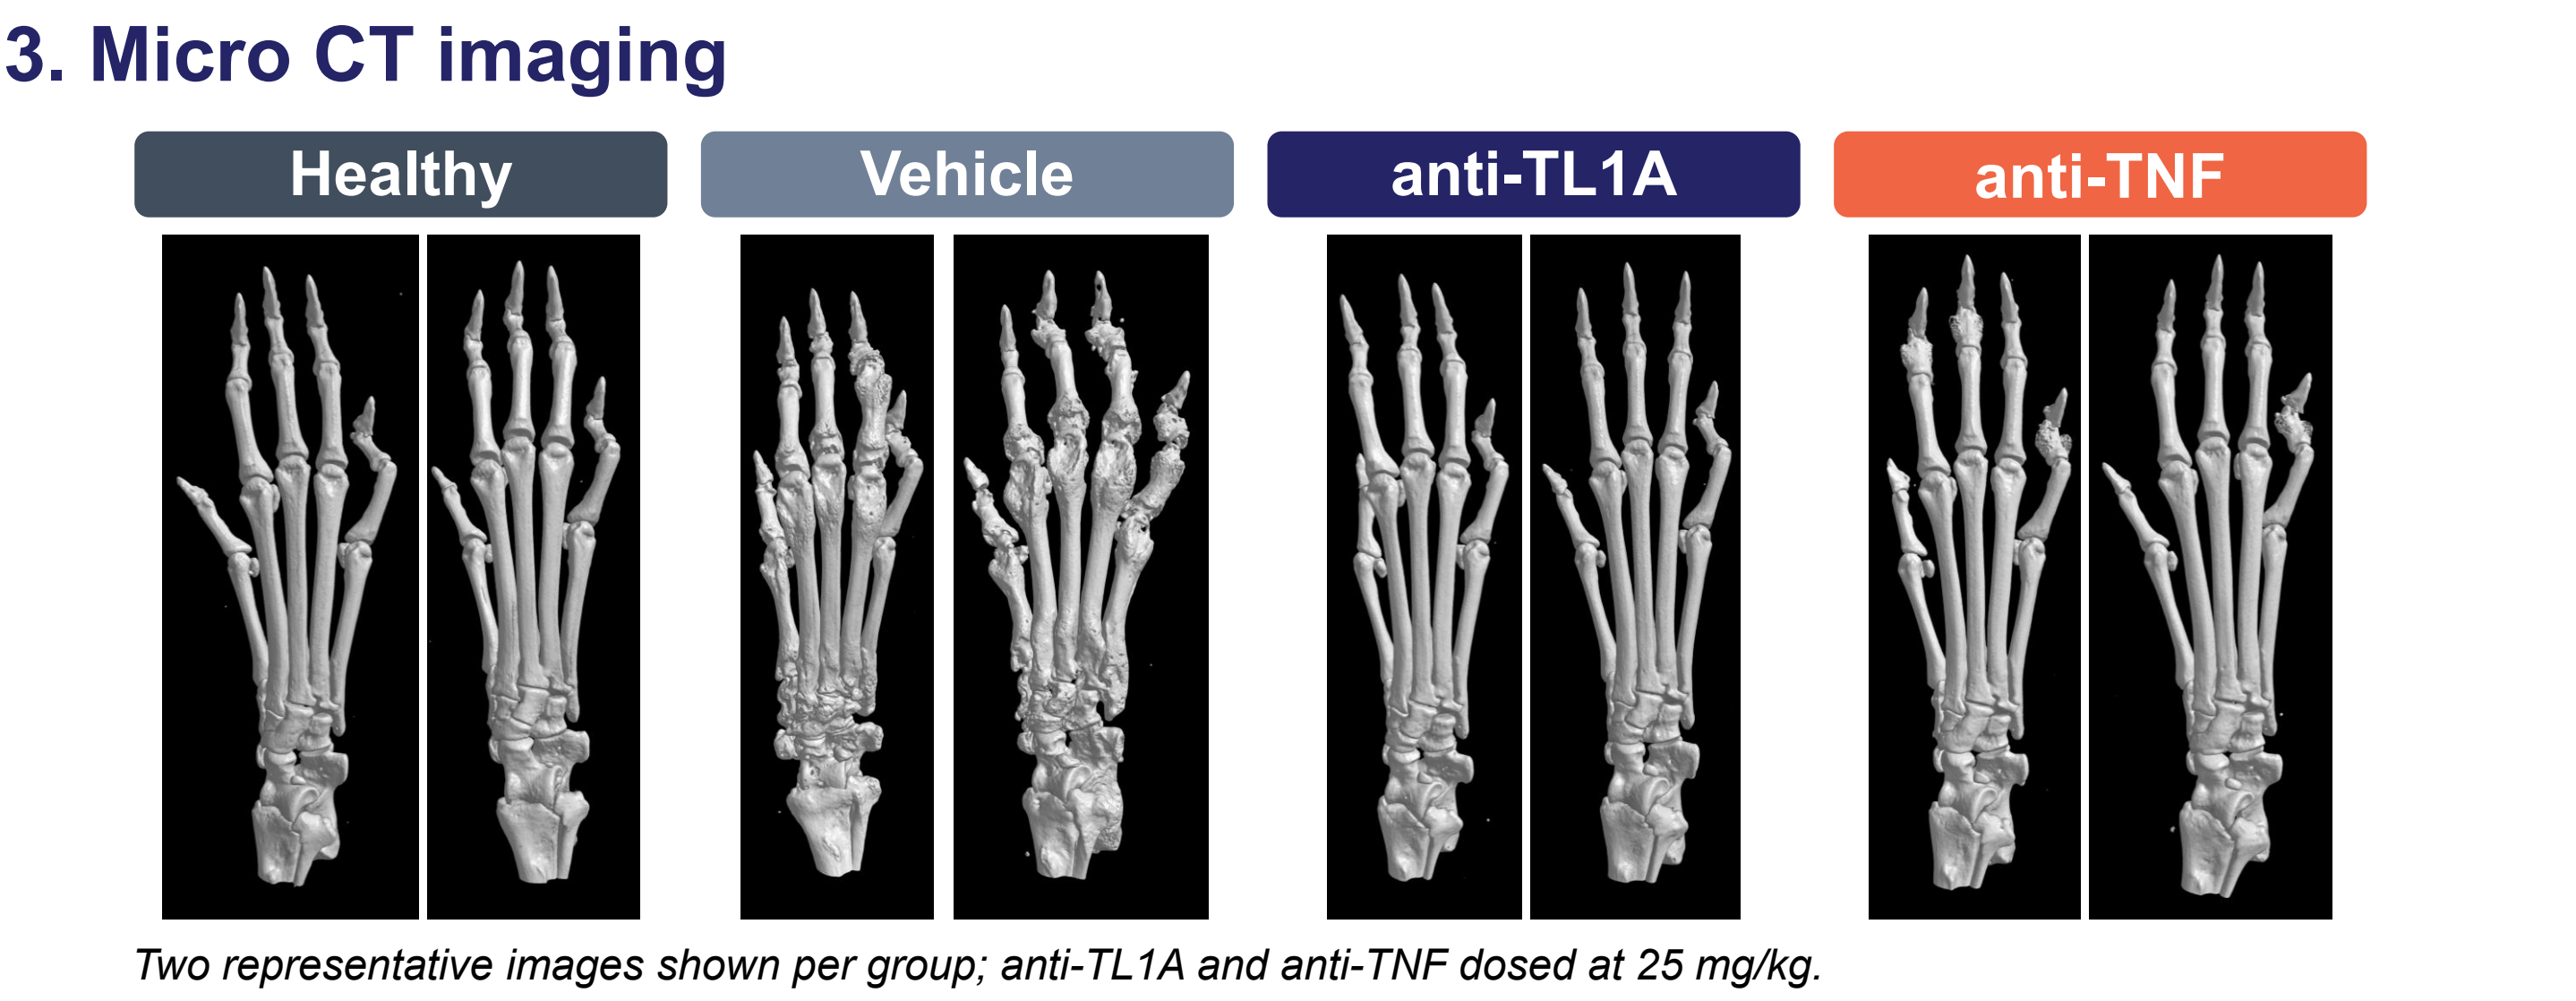 3. Micro CT imaging
Healthy
Vehicle
anti-TL1A
anti-TNF
Two representative images shown per group; anti-TL1A and anti-TNF dosed at 25 mg/kg.